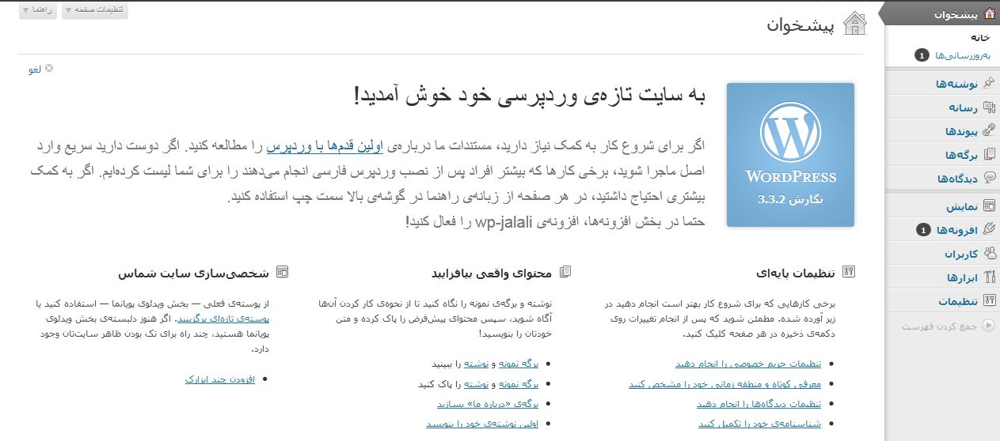 تنظیمات صفحه
راهنما
پیشخوان
لغو
به سایت تازه‌ی وردپرسی خود خوش آمدید!
اگر برای شروع کار به کمک نیاز دارید، مستندات ما درباره‌ی اولین قدم‌ها با وردپرس را مطالعه کنید. اگر دوست دارید سریع وارد
اصل ماجرا شوید، برخی کارها که بیشتر افراد پس از نصب وردپرس فارسی انجام می‌دهند را برای شما لیست کرده‌ایم. اگر به کمک
بیشتری احتیاج داشتید، در هر صفحه از زبانه‌ی راهنما در گوشه‌ی بالا سمت چپ استفاده کنید.
حتما در بخش افزونه‌ها، افزونه‌ی wp-jalali را فعال کنید!
WORDPRESS
نگارش 3.3.2
تنظیمات پایه‌ای
برخی کارهایی که برای شروع کار بهتر است انجام دهید در
زیر آورده شده. مطمئن شوید که پس از انجام تغییرات روی
دکمه‌ی ذخیره در هر صفحه کلیک کنید.
تنظیمات حریم خصوصی را انجام دهید
معرفی کوتاه و منطقه زمانی خود را مشخص کنید
تنظیمات دیدگاه‌ها را انجام دهید
شناسنامه‌ی خود را تکمیل کنید
محتوای واقعی بیافزایید
نوشته و برگه‌ی نمونه را نگاه کنید تا از نحوه‌ی کار کردن آن‌ها
آگاه شوید، سپس محتوای پیش‌فرض را پاک کرده و متن
خودتان را بنویسید!
برگه نمونه و نوشته را ببینید
برگه نمونه و نوشته را پاک کنید
برگه‌ی «درباره ما» بسازید
اولین نوشته‌ی خود را بنویسد
شخصی‌سازی سایت شماس
از پوسته‌ی فعلی — بخش ویدئوی پویانما — استفاده کنید یا
پوسته‌ی تازه‌ای برگزینید. اگر هنوز دلبسته‌ی بخش ویدئوی
پویانما هستید، چند راه برای تک بودن ظاهر سایت‌تان وجود
دارد.
افزودن چند ابزارک
پیشخوان
خانه
به‌روزرسانی‌ها 1
نوشته‌ها
رسانه
پیوندها
برگه‌ها
دیدگاه‌ها
نمایش
افزونه‌ها 1
کاربران
ابزارها
تنظیمات
جمع کردن فهرست